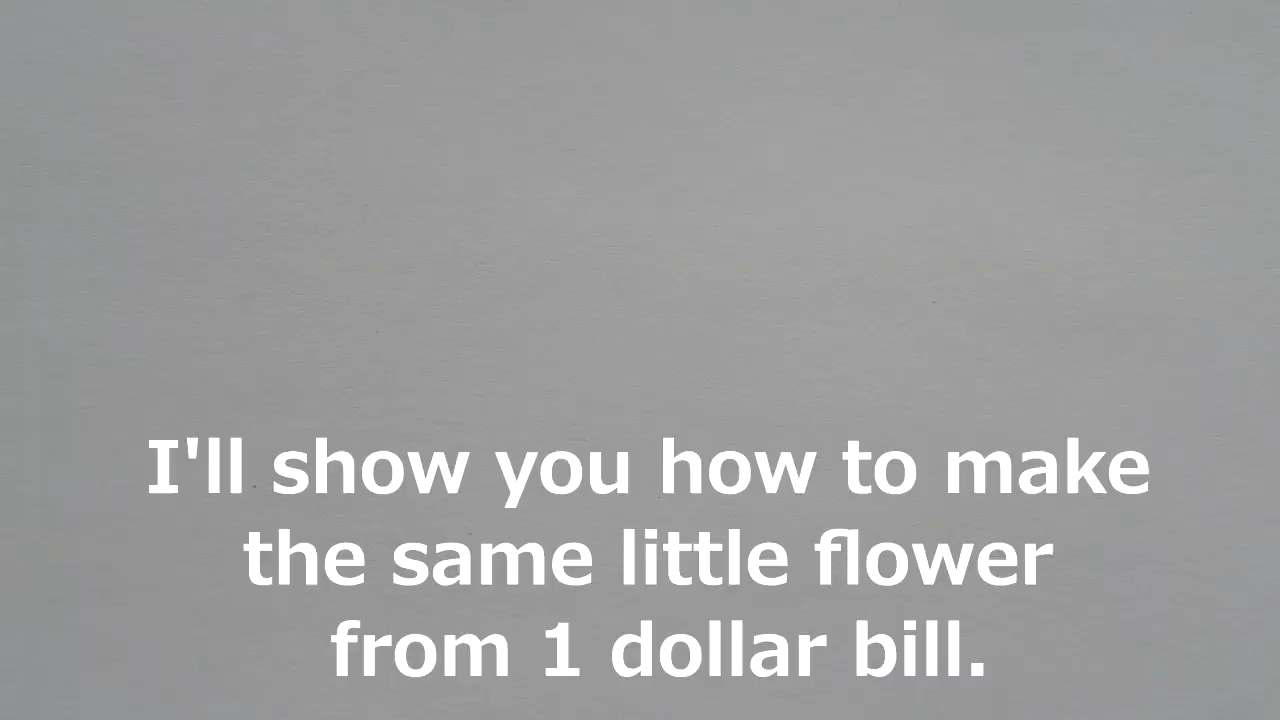 I'll show you how to make
the same little flower
from 1 dollar bill.